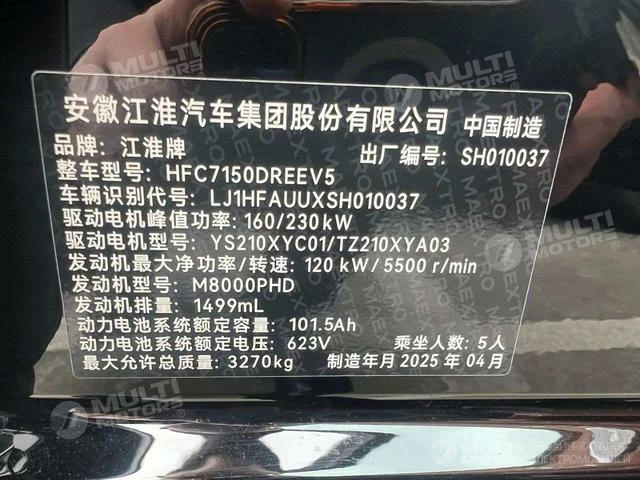 MULTI MOTORS
MULTI MOTORS
安徽江淮汽车集团股份有限公司 中国制造
品牌: 江淮牌 出厂编号: SH010037
整车型号: HFC7150DREEV5
车辆识别代号: LJ1HFAUUXSH010037
驱动电机峰值功率: 160/230kW
驱动电机型号: YS210XYC01/TZ210XYA03
发动机最大净功率/转速: 120 kW/5500 r/min
发动机型号: M8000PHD
发动机排量: 1499mL
动力电池系统额定容量: 101.5Ah
动力电池系统额定电压: 623V 乘坐人数: 5人
最大允许总质量: 3270kg 制造年月 2025 年 04月
MULTI MOTORS